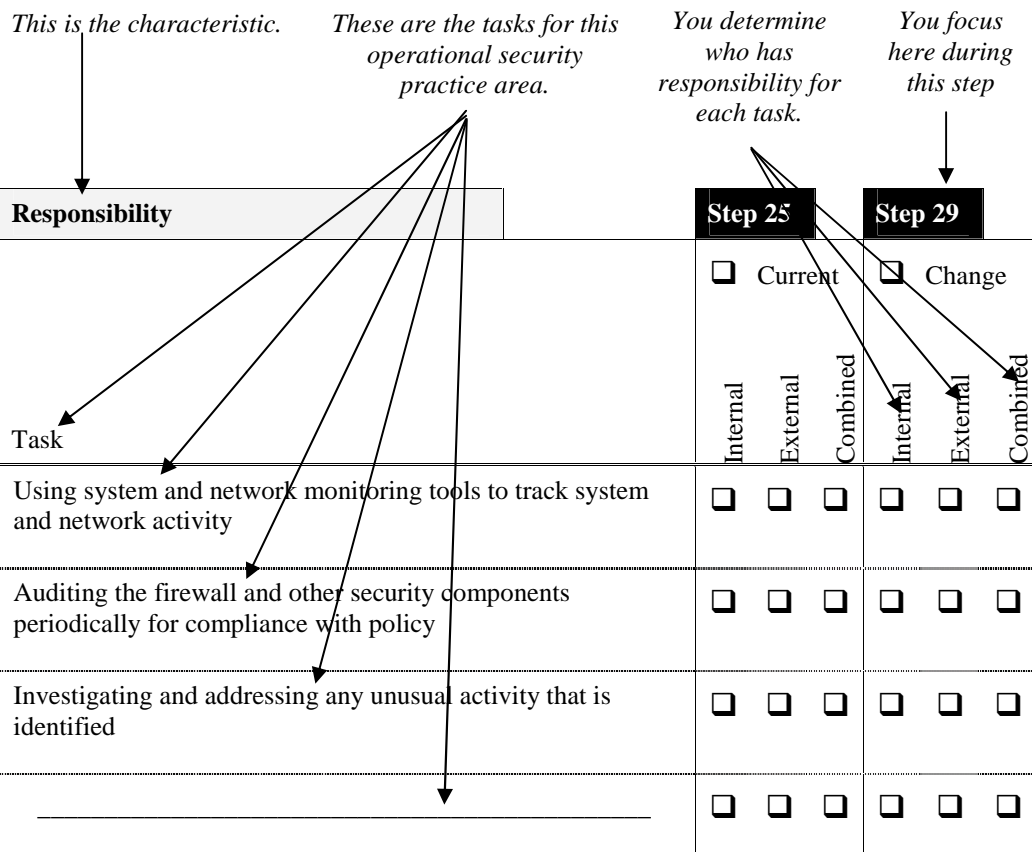 This is the characteristic.
These are the tasks for this
operational security
practice area.
You determine
who has
responsibility for
each task.
You focus
here during
this step
Responsibility
Step 25
Step 29
❑ Current
❑ Change
Task
Internal
External
Combined
Internal
External
Combined
Using system and network monitoring tools to track system
and network activity
❑ ❑ ❑ ❑ ❑ ❑
Auditing the firewall and other security components
periodically for compliance with policy
❑ ❑ ❑ ❑ ❑ ❑
Investigating and addressing any unusual activity that is
identified
❑ ❑ ❑ ❑ ❑ ❑
❑ ❑ ❑ ❑ ❑ ❑